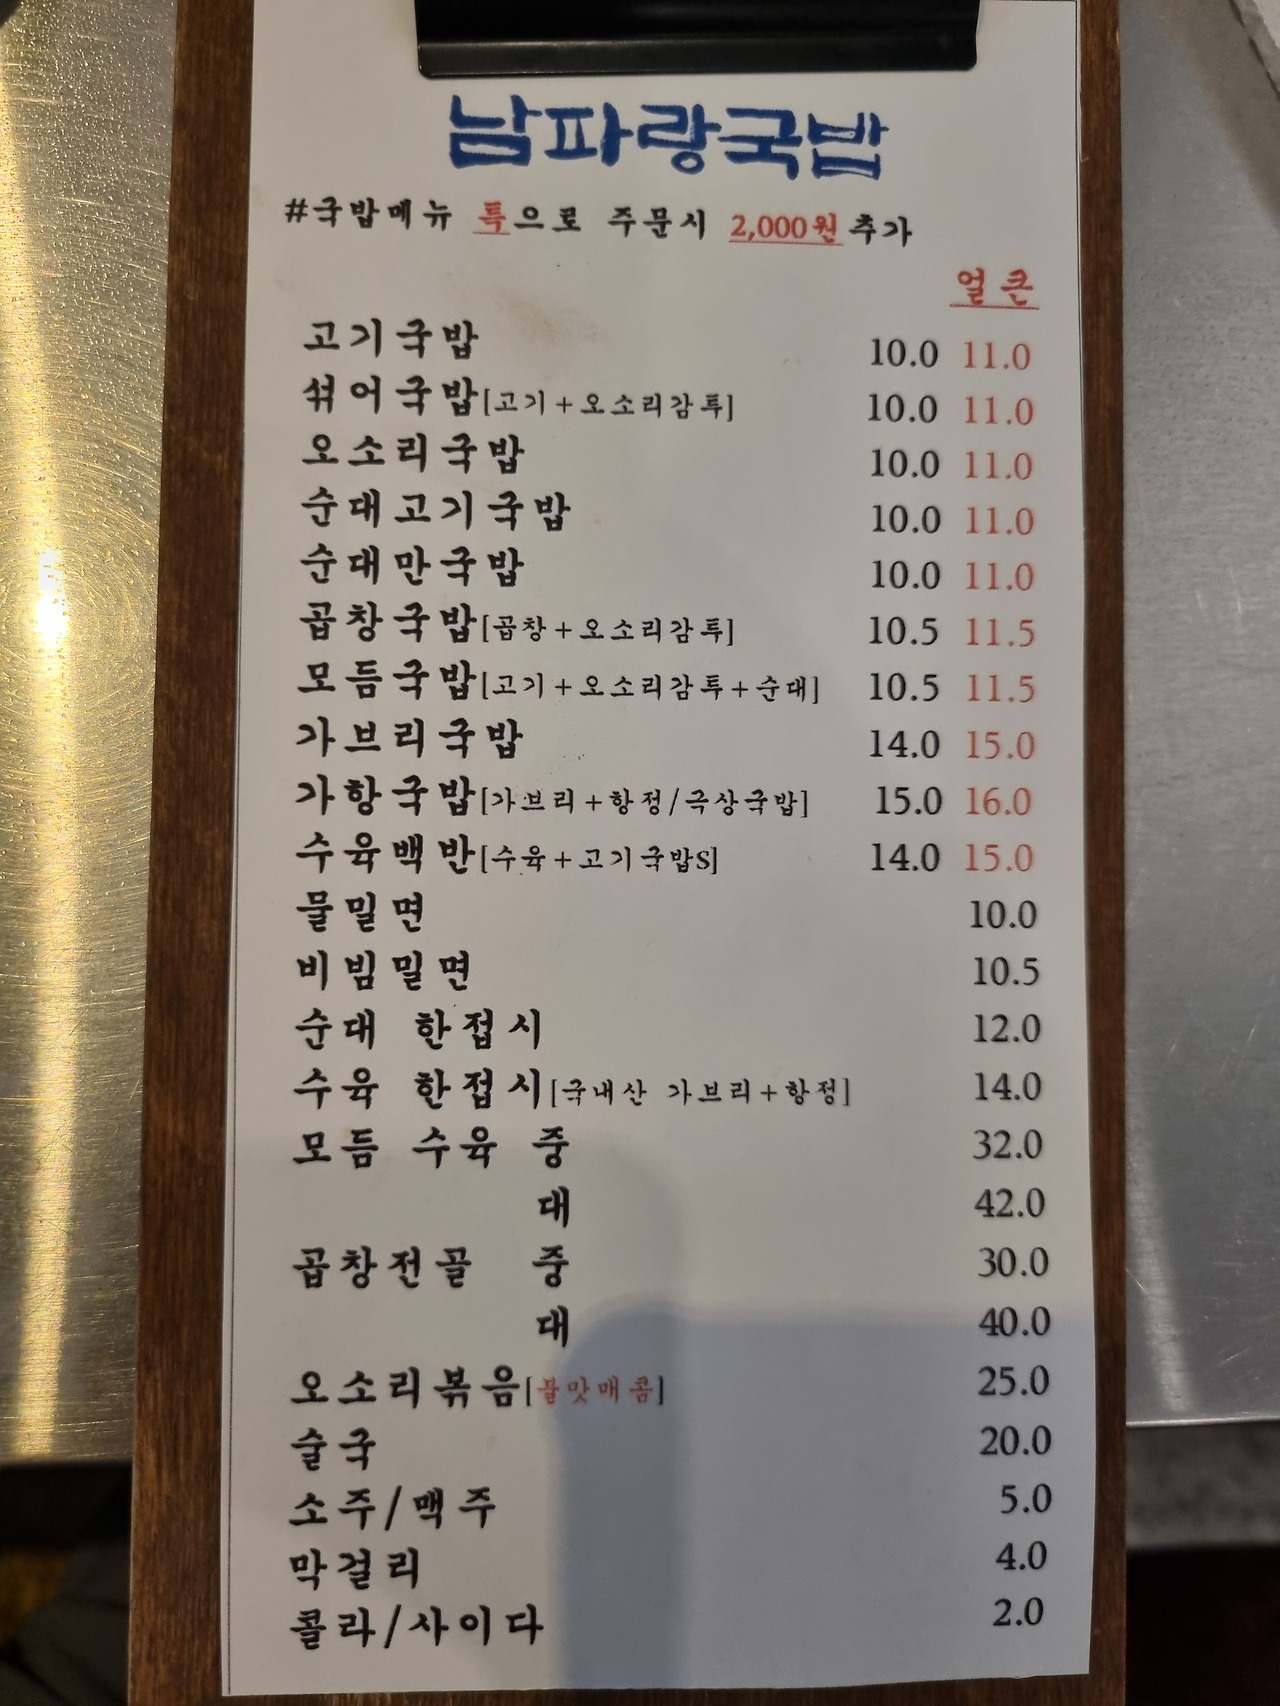 남파랑국밥
#국밥메뉴 특으로 주문시 2,000원 추가
얼큰
고기국밥 10.0 11.0
섞어국밥[고기+오소리감투] 10.0 11.0
오소리국밥 10.0 11.0
순대고기국밥 10.0 11.0
순대만국밥 10.0 11.0
곱창국밥[곱창+오소리감투] 10.5 11.5
모듬국밥[고기+오소리감투+순대] 10.5 11.5
가브리국밥 14.0 15.0
가항국밥[가브리+항정/극상국밥] 15.0 16.0
수육백반[수육+고기국밥S] 14.0 15.0
물밀면 10.0
비빔밀면 10.5
순대 한접시 12.0
수육 한접시[국내산 가브리+항정] 14.0
모듬 수육 중 32.0
대 42.0
곱창전골 중 30.0
대 40.0
오소리볶음[불맛매콤] 25.0
술국 20.0
소주/맥주 5.0
막걸리 4.0
콜라/사이다 2.0